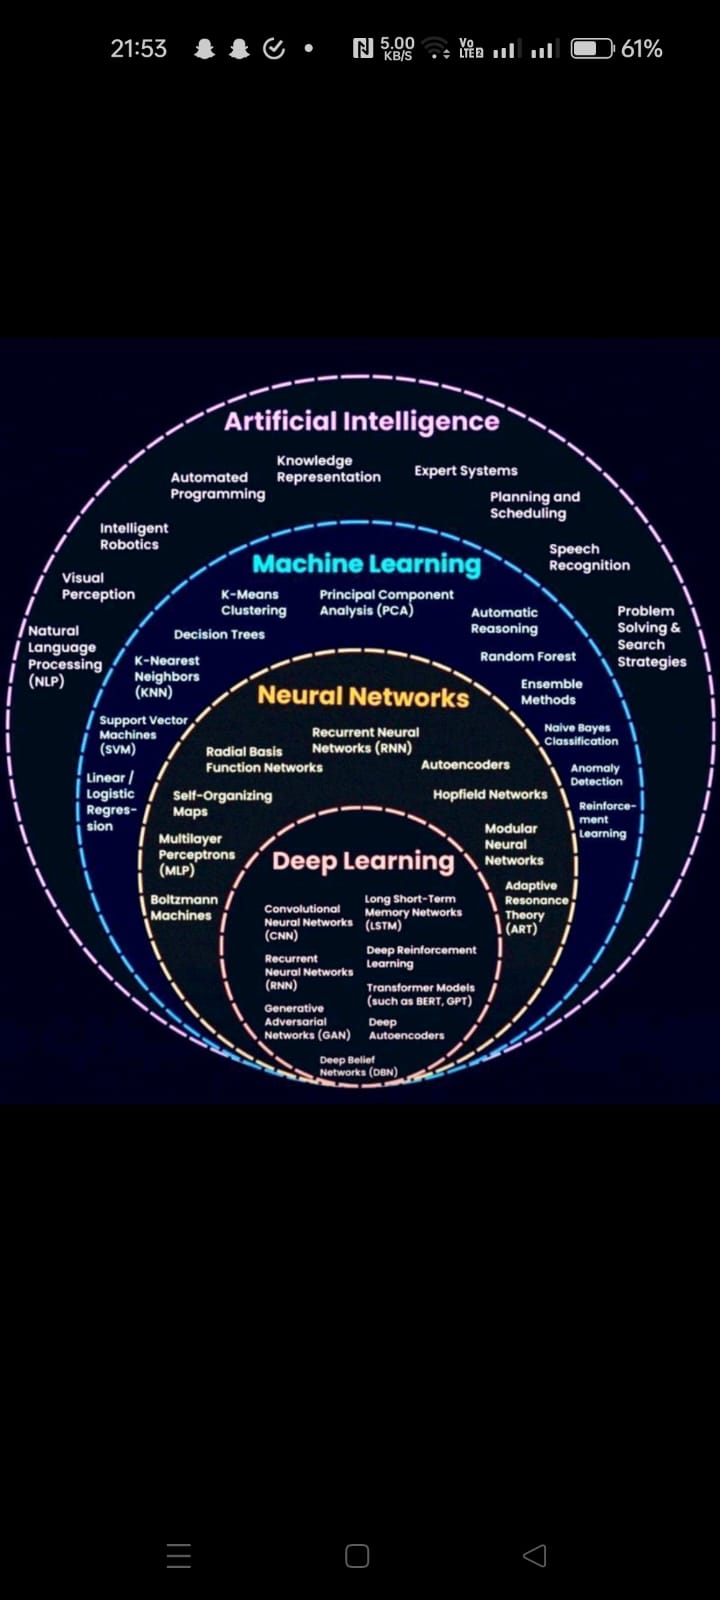 21:53
5.00
KB/S
Vo
LTE2
61%
Artificial Intelligence
Knowledge
Representation
Expert Systems
Automated
Programming
Planning and
Scheduling
Intelligent
Robotics
Speech
Recognition
Visual
Perception
Problem
Solving &
Search
Strategies
Natural
Language
Processing
(NLP)
Machine Learning
K-Means
Clustering
Principal Component
Analysis (PCA)
Automatic
Reasoning
Decision Trees
Random Forest
K-Nearest
Neighbors
(KNN)
Ensemble
Methods
Support Vector
Machines
(SVM)
Naive Bayes
Classification
Linear /
Logistic
Regres-
sion
Anomaly
Detection
Reinforce-
ment
Learning
Neural Networks
Recurrent Neural
Networks (RNN)
Radial Basis
Function Networks
Autoencoders
Self-Organizing
Maps
Hopfield Networks
Multilayer
Perceptrons
(MLP)
Modular
Neural
Networks
Boltzmann
Machines
Adaptive
Resonance
Theory
(ART)
Deep Learning
Convolutional
Neural Networks
(CNN)
Long Short-Term
Memory Networks
(LSTM)
Recurrent
Neural Networks
(RNN)
Deep Reinforcement
Learning
Generative
Adversarial
Networks (GAN)
Transformer Models
(such as BERT, GPT)
Deep
Autoencoders
Deep Belief
Networks (DBN)